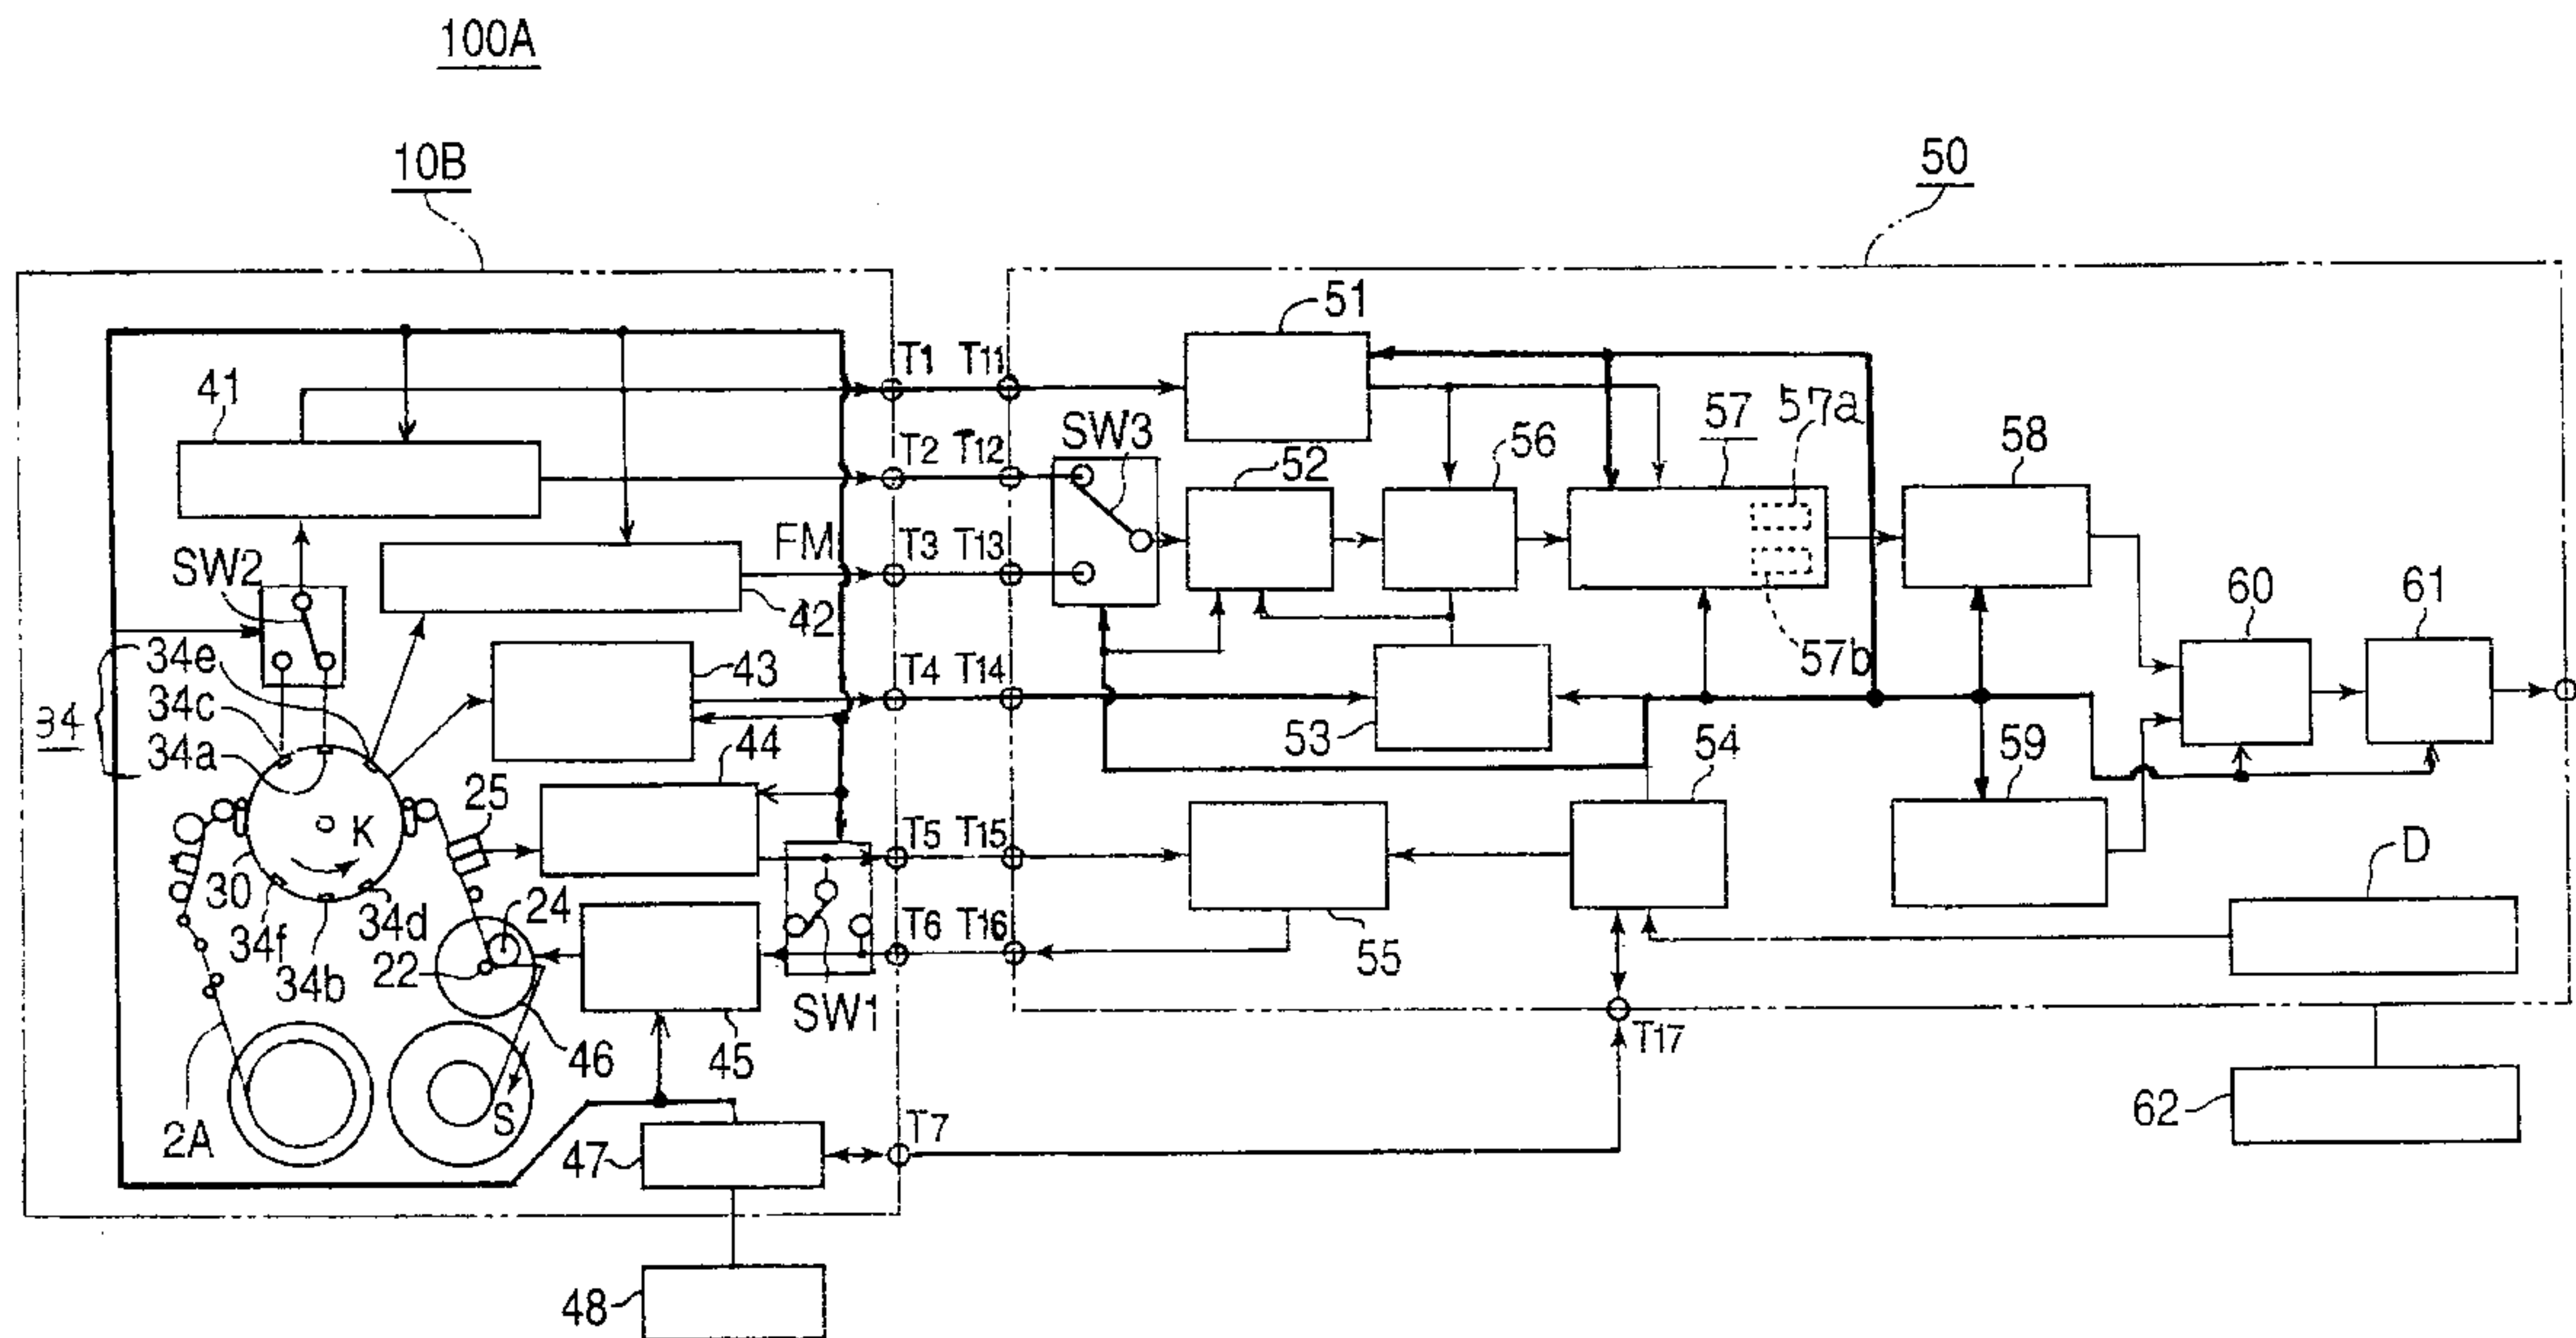 100A
10B
50
51
T1 T11
41
57 57a
SW3
T2 T12
56
58
52
SW2
FM
T3 T13
42
60
61
34e
57b
43
T4 T14
34c
34
34a
53
44
54
59
25
K
T5 T15
D
30
24
34d
34f
T6 T16
22
34b
55
SW1
T17
46
45
S
62
2A
T7
47
48